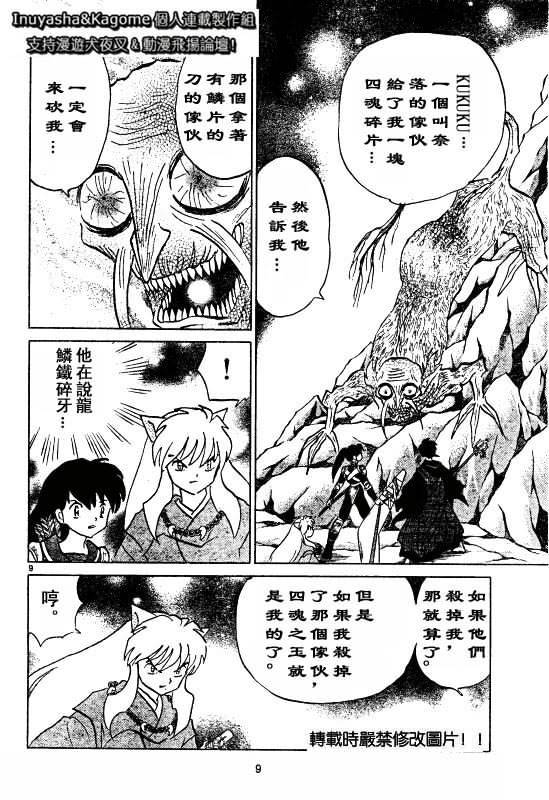 Inuyasha&Kagome 個人連載製作組
支持漫遊犬夜叉 & 動漫飛揚論壇!
KUKUKU…
一個叫奈
落的傢伙
給了我一塊
四魂碎片…
然後他
告訴我…
那個拿著
有鱗片的
刀的傢伙
一定會
來砍我…
!
他在說龍
鱗鐵碎牙…
9
如果他們
殺掉我,
那就算了。
但是
如果我殺掉
了那個傢伙,
四魂之玉就
是我的了。
哼。
轉載時嚴禁修改圖片!!
9